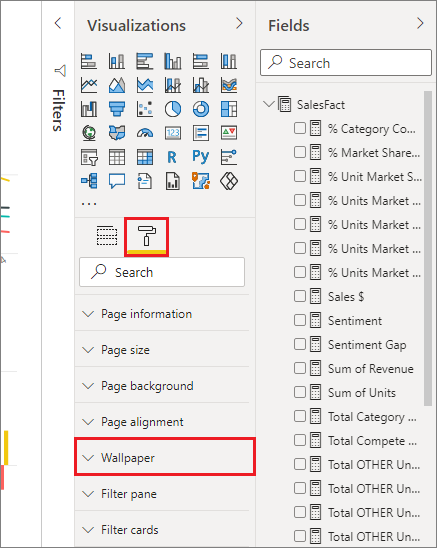 Visualizations
Fields
Filters
Search
SalesFact
% Category Co...
% Market Share...
% Unit Market S...
% Units Market ...
% Units Market ...
% Units Market ...
% Units Market ...
Sales $
Sentiment
Sentiment Gap
Sum of Revenue
Sum of Units
Total Category ...
Total Compete ...
Total OTHER Un...
Total OTHER Un...
Total OTHER Un...
Total OTHER Un...
123
R
Py
...
Search
Page information
Page size
Page background
Page alignment
Wallpaper
Filter pane
Filter cards